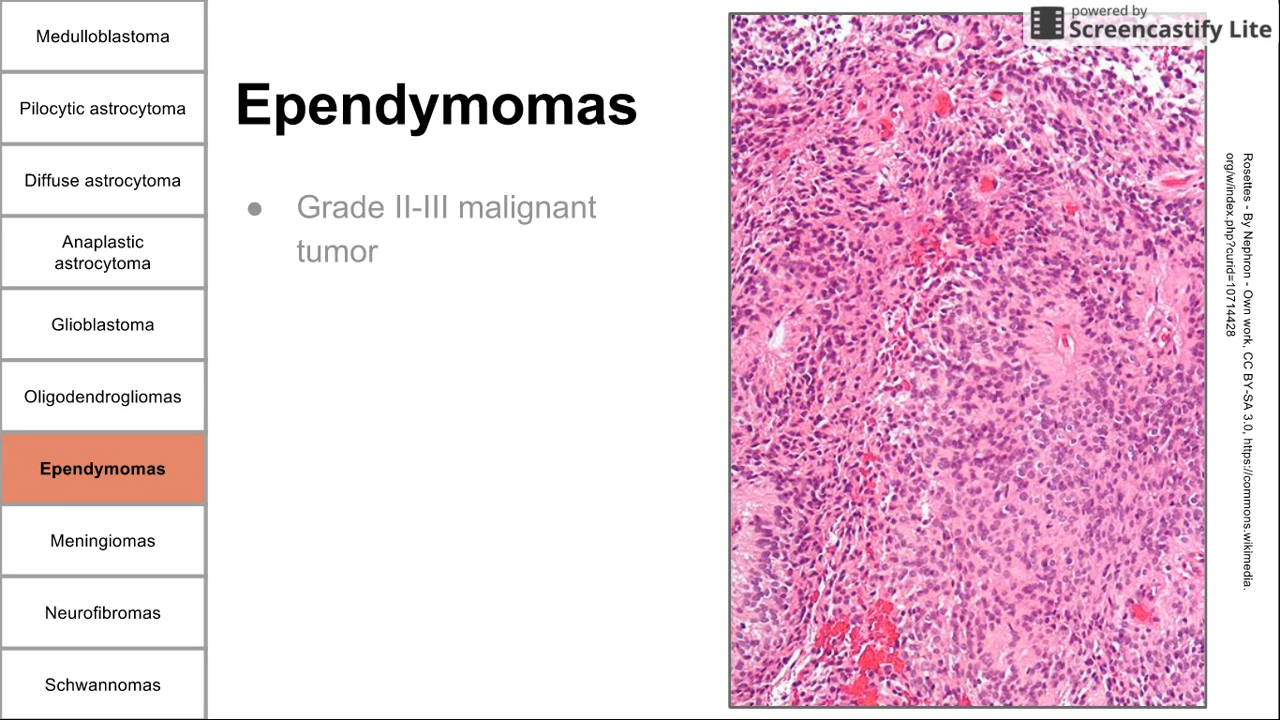 Medulloblastoma
Pilocytic astrocytoma
Diffuse astrocytoma
Anaplastic
astrocytoma
Glioblastoma
Oligodendrogliomas
Ependymomas
Meningiomas
Neurofibromas
Schwannomas
Ependymomas
● Grade II-III malignant
tumor
powered by
Screencastify Lite
Rosettes - By Nephron - Own work, CC BY-SA 3.0, https://commons.wikimedia.
org/w/index.php?curid=10714428